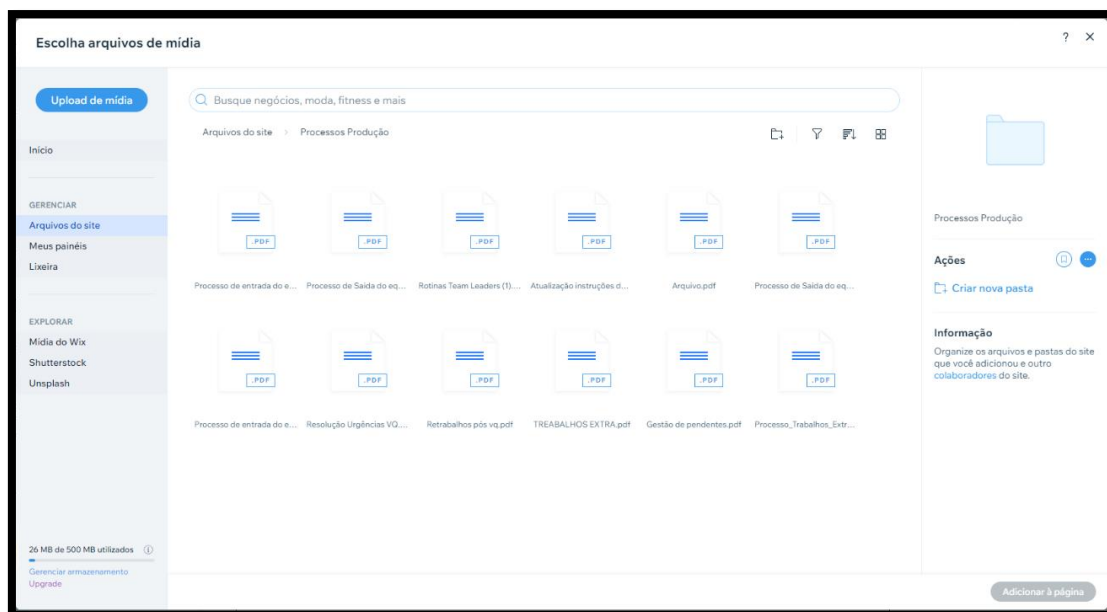 Escolha arquivos de mídia
?
Upload de mídia
Início
GERENCIAR
Arquivos do site
Meus painéis
Lixeira
EXPLORAR
Mídia do Wix
Shutterstock
Unsplash
26 MB de 500 MB utilizados
Gerenciar armazenamento
Upgrade
Busque negócios, moda, fitness e mais
Arquivos do site > Processos Produção
.PDF .PDF .PDF .PDF .PDF .PDF
Processo de entrada do e... Processo de Saida do eq... Rotinas Team Leaders (1).... Atualização instruções d... Arquivo.pdf Processo de Saida do eq...
.PDF .PDF .PDF .PDF .PDF .PDF
Processo de entrada do e... Resolução Urgências VQ.... Retrabalhos pós vq.pdf TREABALHOS EXTRA.pdf Gestão de pendentes.pdf Processo_Trabalhos_Extr...
Processos Produção
Ações
Criar nova pasta
Informação
Organize os arquivos e pastas do site
que você adicionou e outro
colaboradores do site.
Adicionar à página